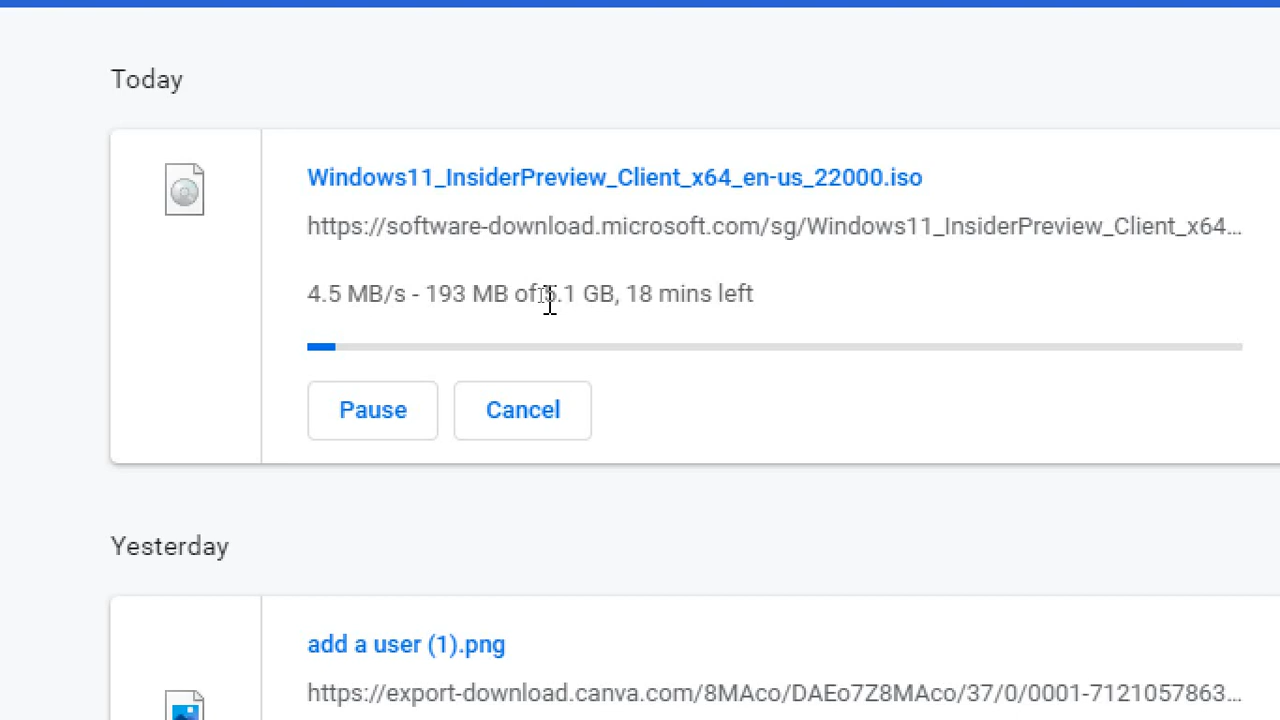 Today
Windows11_InsiderPreview_Client_x64_en-us_22000.iso
https://software-download.microsoft.com/sg/Windows11_InsiderPreview_Client_x64...
4.5 MB/s - 193 MB of 5.1 GB, 18 mins left
Pause
Cancel
Yesterday
add a user (1).png
https://export-download.canva.com/8MAco/DAEo7Z8MAco/37/0/0001-7121057863...